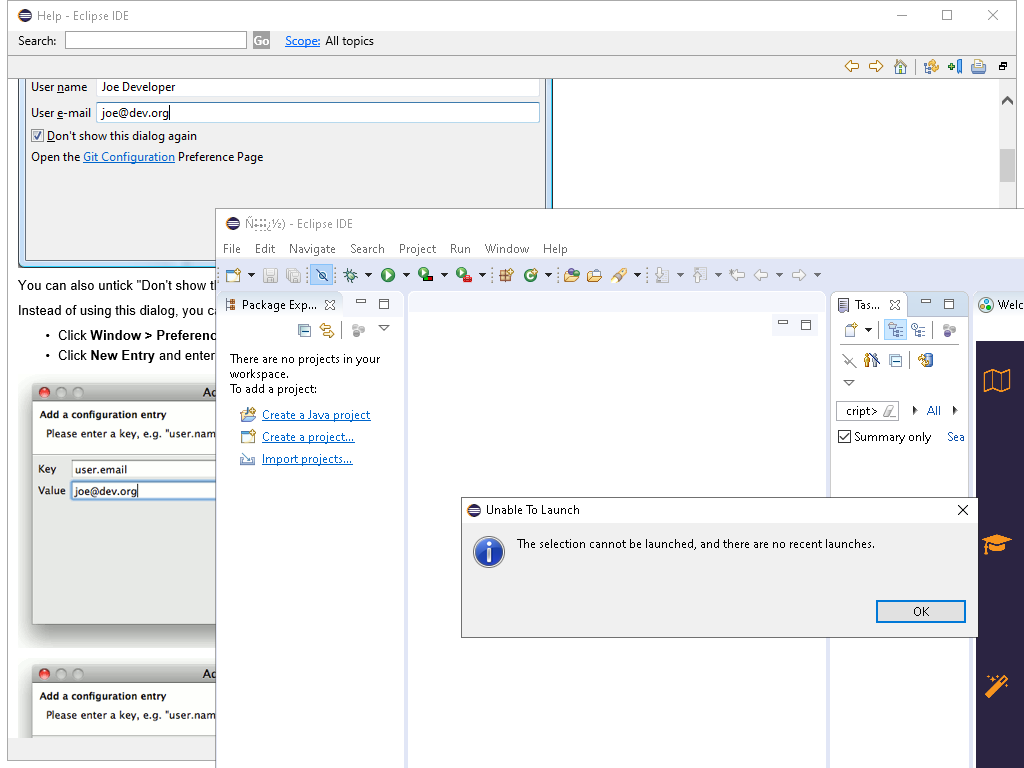 Help - Eclipse IDE
Search:
Go
Scope: All topics
User name Joe Developer
User e-mail joe@dev.org
Don't show this dialog again
Open the Git Configuration Preference Page
You can also untick "Don't show t
Instead of using this dialog, you ca
• Click Window > Preferenc
• Click New Entry and enter
Ad
Add a configuration entry
Please enter a key, e.g. "user.nam
Key user.email
Value joe@dev.org
Ad
Add a configuration entry
Please enter a key, e.g. "user.nam
- Eclipse IDE
File Edit Navigate Search Project Run Window Help
Package Exp...
There are no projects in your
workspace.
To add a project:
Create a Java project
Create a project...
Import projects...
Tas...
cript> All
Summary only Sea
Welc
Unable To Launch
The selection cannot be launched, and there are no recent launches.
OK